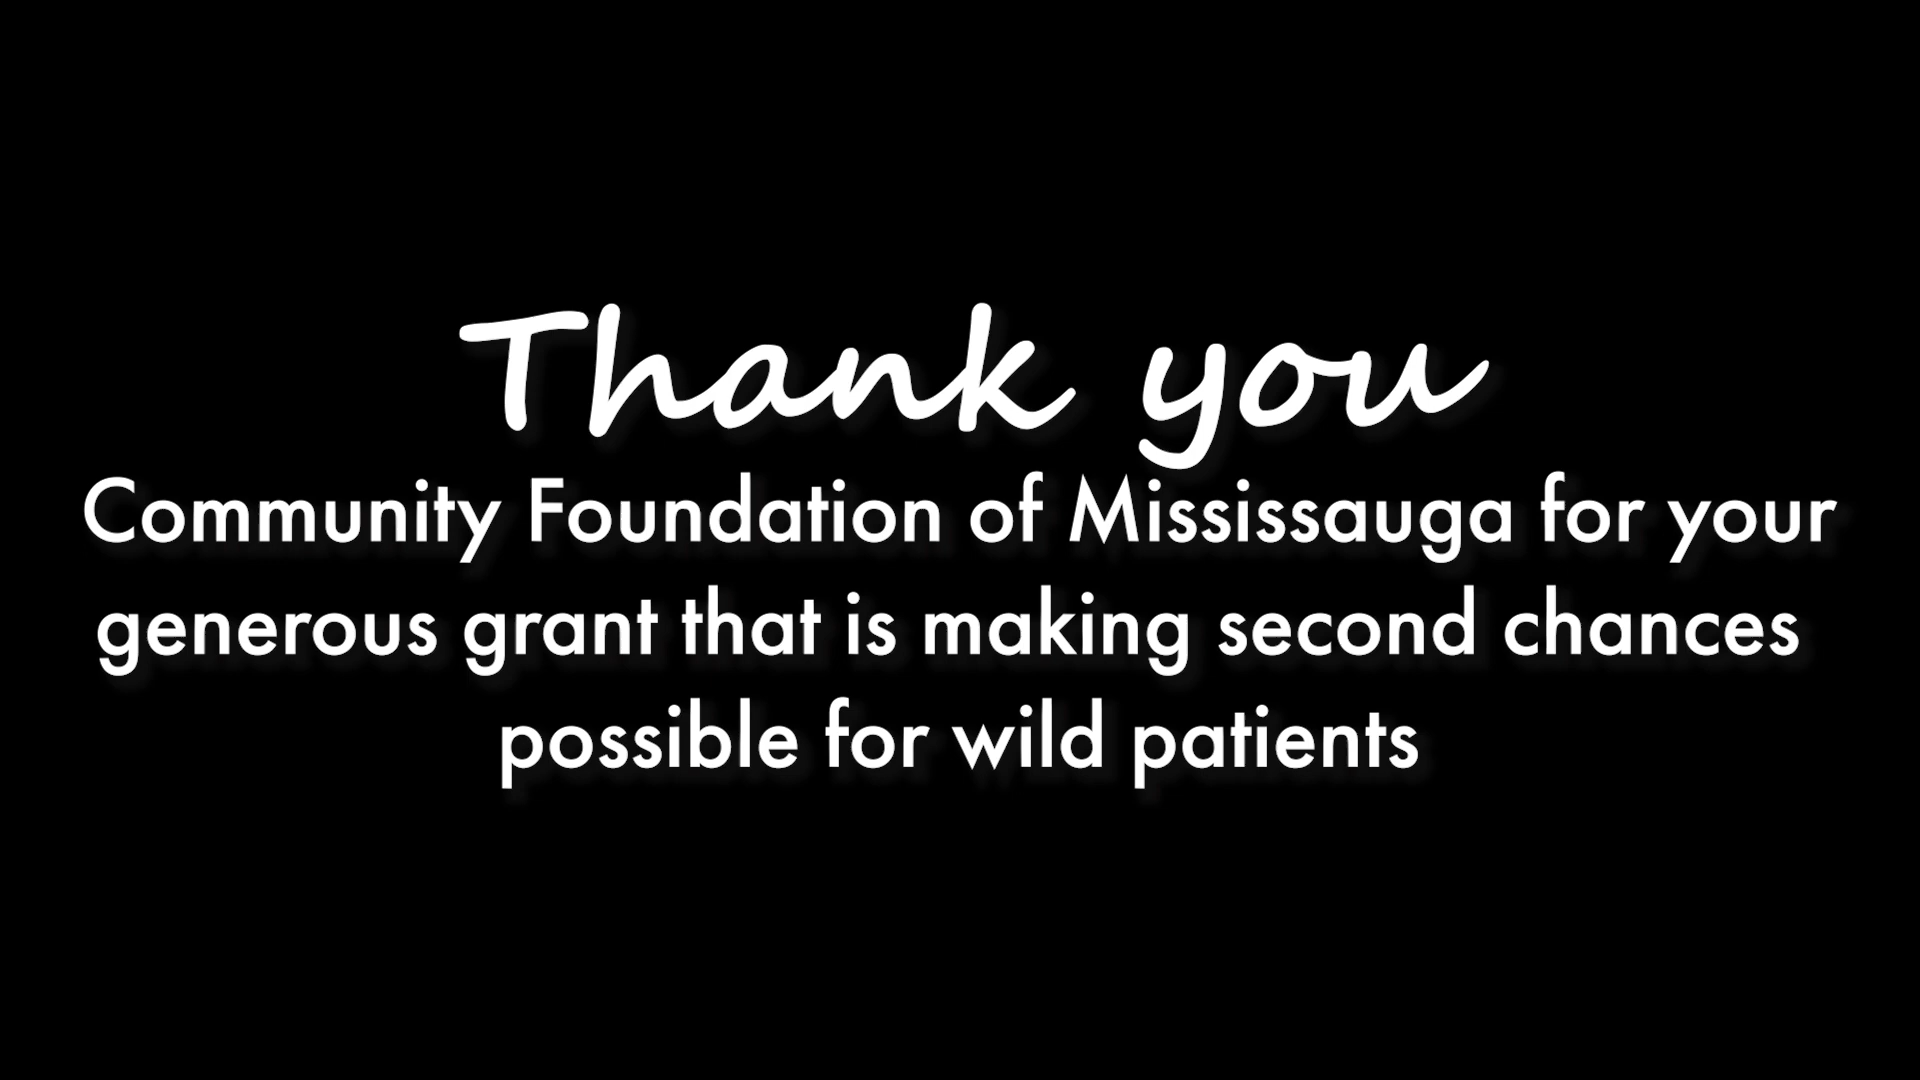 Thank you
Community Foundation of Mississauga for your
generous grant that is making second chances
possible for wild patients